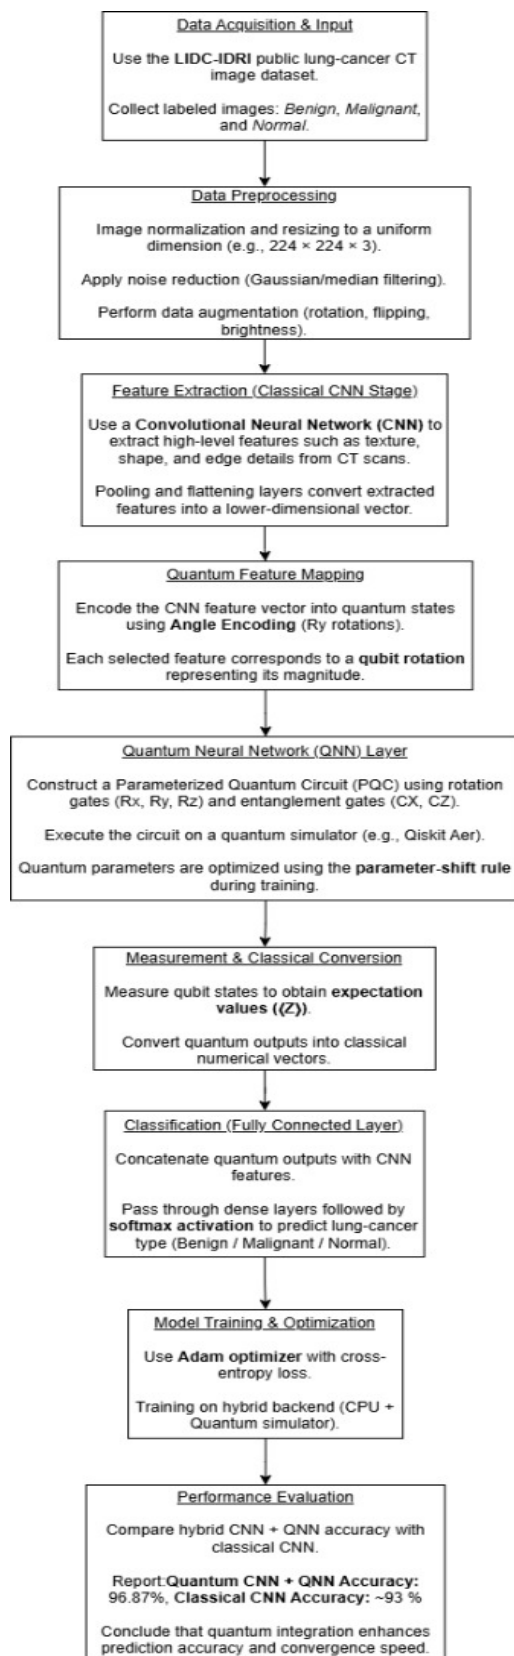 Data Acquisition & Input
Use the LIDC-IDRI public lung-cancer CT
image dataset.
Collect labeled images: Benign, Malignant,
and Normal.
Data Preprocessing
Image normalization and resizing to a uniform
dimension (e.g., 224 × 224 × 3).
Apply noise reduction (Gaussian/median filtering).
Perform data augmentation (rotation, flipping,
brightness).
Feature Extraction (Classical CNN Stage)
Use a Convolutional Neural Network (CNN) to
extract high-level features such as texture,
shape, and edge details from CT scans.
Pooling and flattening layers convert extracted
features into a lower-dimensional vector.
Quantum Feature Mapping
Encode the CNN feature vector into quantum states
using Angle Encoding (Ry rotations).
Each selected feature corresponds to a qubit rotation
representing its magnitude.
Quantum Neural Network (QNN) Layer
Construct a Parameterized Quantum Circuit (PQC) using rotation
gates (Rx, Ry, Rz) and entanglement gates (CX, CZ).
Execute the circuit on a quantum simulator (e.g., Qiskit Aer).
Quantum parameters are optimized using the parameter-shift rule
during training.
Measurement & Classical Conversion
Measure qubit states to obtain expectation
values (⟨Z⟩).
Convert quantum outputs into classical
numerical vectors.
Classification (Fully Connected Layer)
Concatenate quantum outputs with CNN
features.
Pass through dense layers followed by
softmax activation to predict lung-cancer
type (Benign / Malignant / Normal).
Model Training & Optimization
Use Adam optimizer with cross-
entropy loss.
Training on hybrid backend (CPU +
Quantum simulator).
Performance Evaluation
Compare hybrid CNN + QNN accuracy with
classical CNN.
Report:Quantum CNN + QNN Accuracy:
96.87%, Classical CNN Accuracy: ~93 %
Conclude that quantum integration enhances
prediction accuracy and convergence speed.